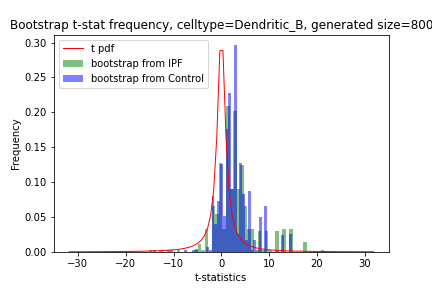 Bootstrap t-stat frequency, celltype=Dendritic_B, generated size=800
t pdf
bootstrap from IPF
bootstrap from Control
0.30
0.25
0.20
0.15
0.10
0.05
0.00
Frequency
−30 −20 −10 0 10 20 30
t-statistics